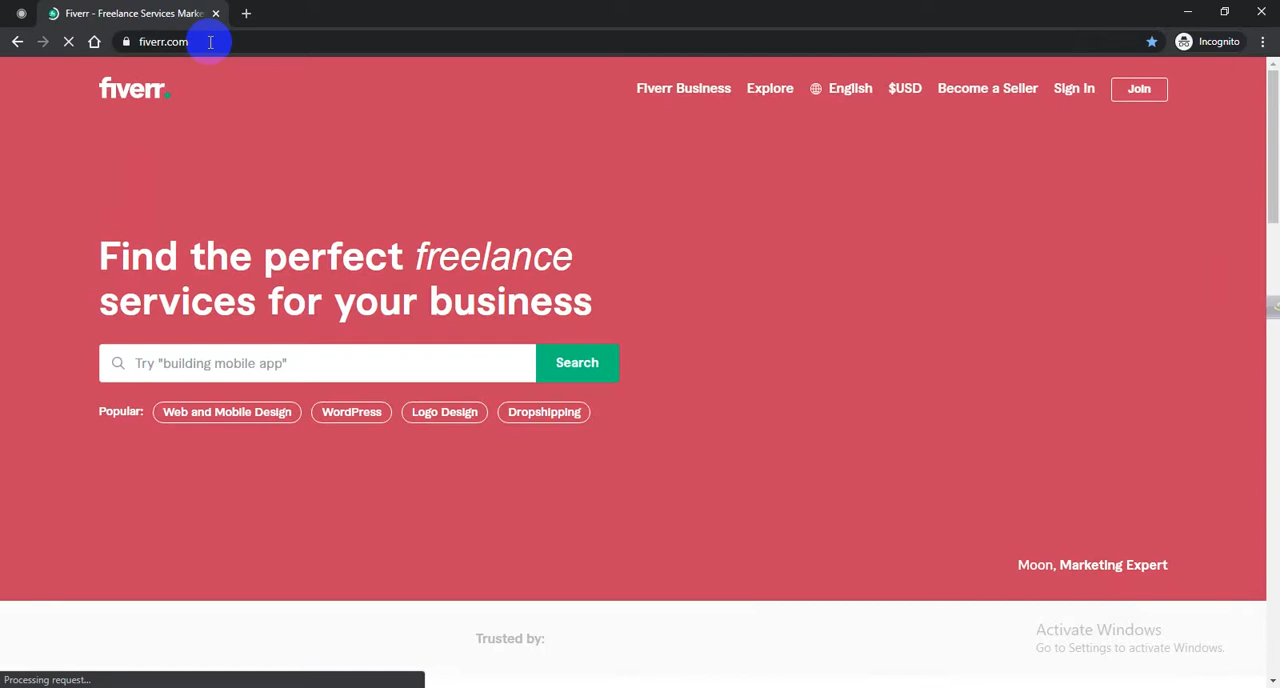 Fiverr - Freelance Services Marke
fiverr.com
Incognito
fiverr.
Fiverr Business Explore English $USD Become a Seller Sign In Join
Find the perfect freelance
services for your business
Try "building mobile app" Search
Popular: Web and Mobile Design WordPress Logo Design Dropshipping
Moon, Marketing Expert
Trusted by:
Activate Windows
Go to Settings to activate Windows.
Processing request...